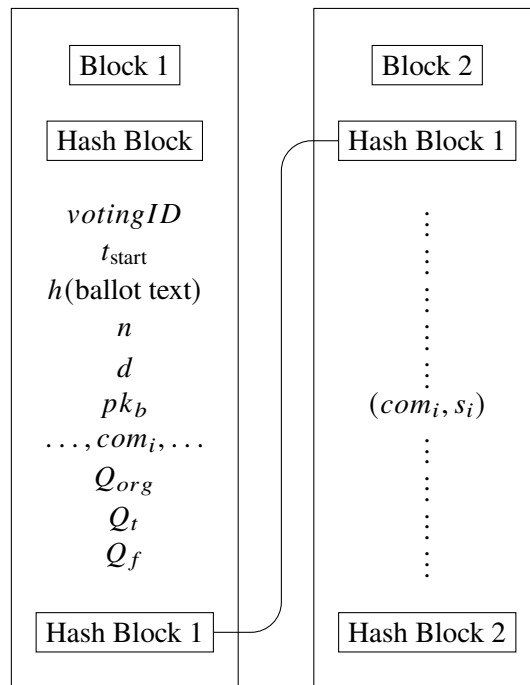 Block 1
Hash Block
votingID
t_start
h(ballot text)
n
d
pk_b
. . . , com_i, . . .
Q_org
Q_t
Q_f
Hash Block 1
Block 2
Hash Block 1
(com_i, s_i)
Hash Block 2